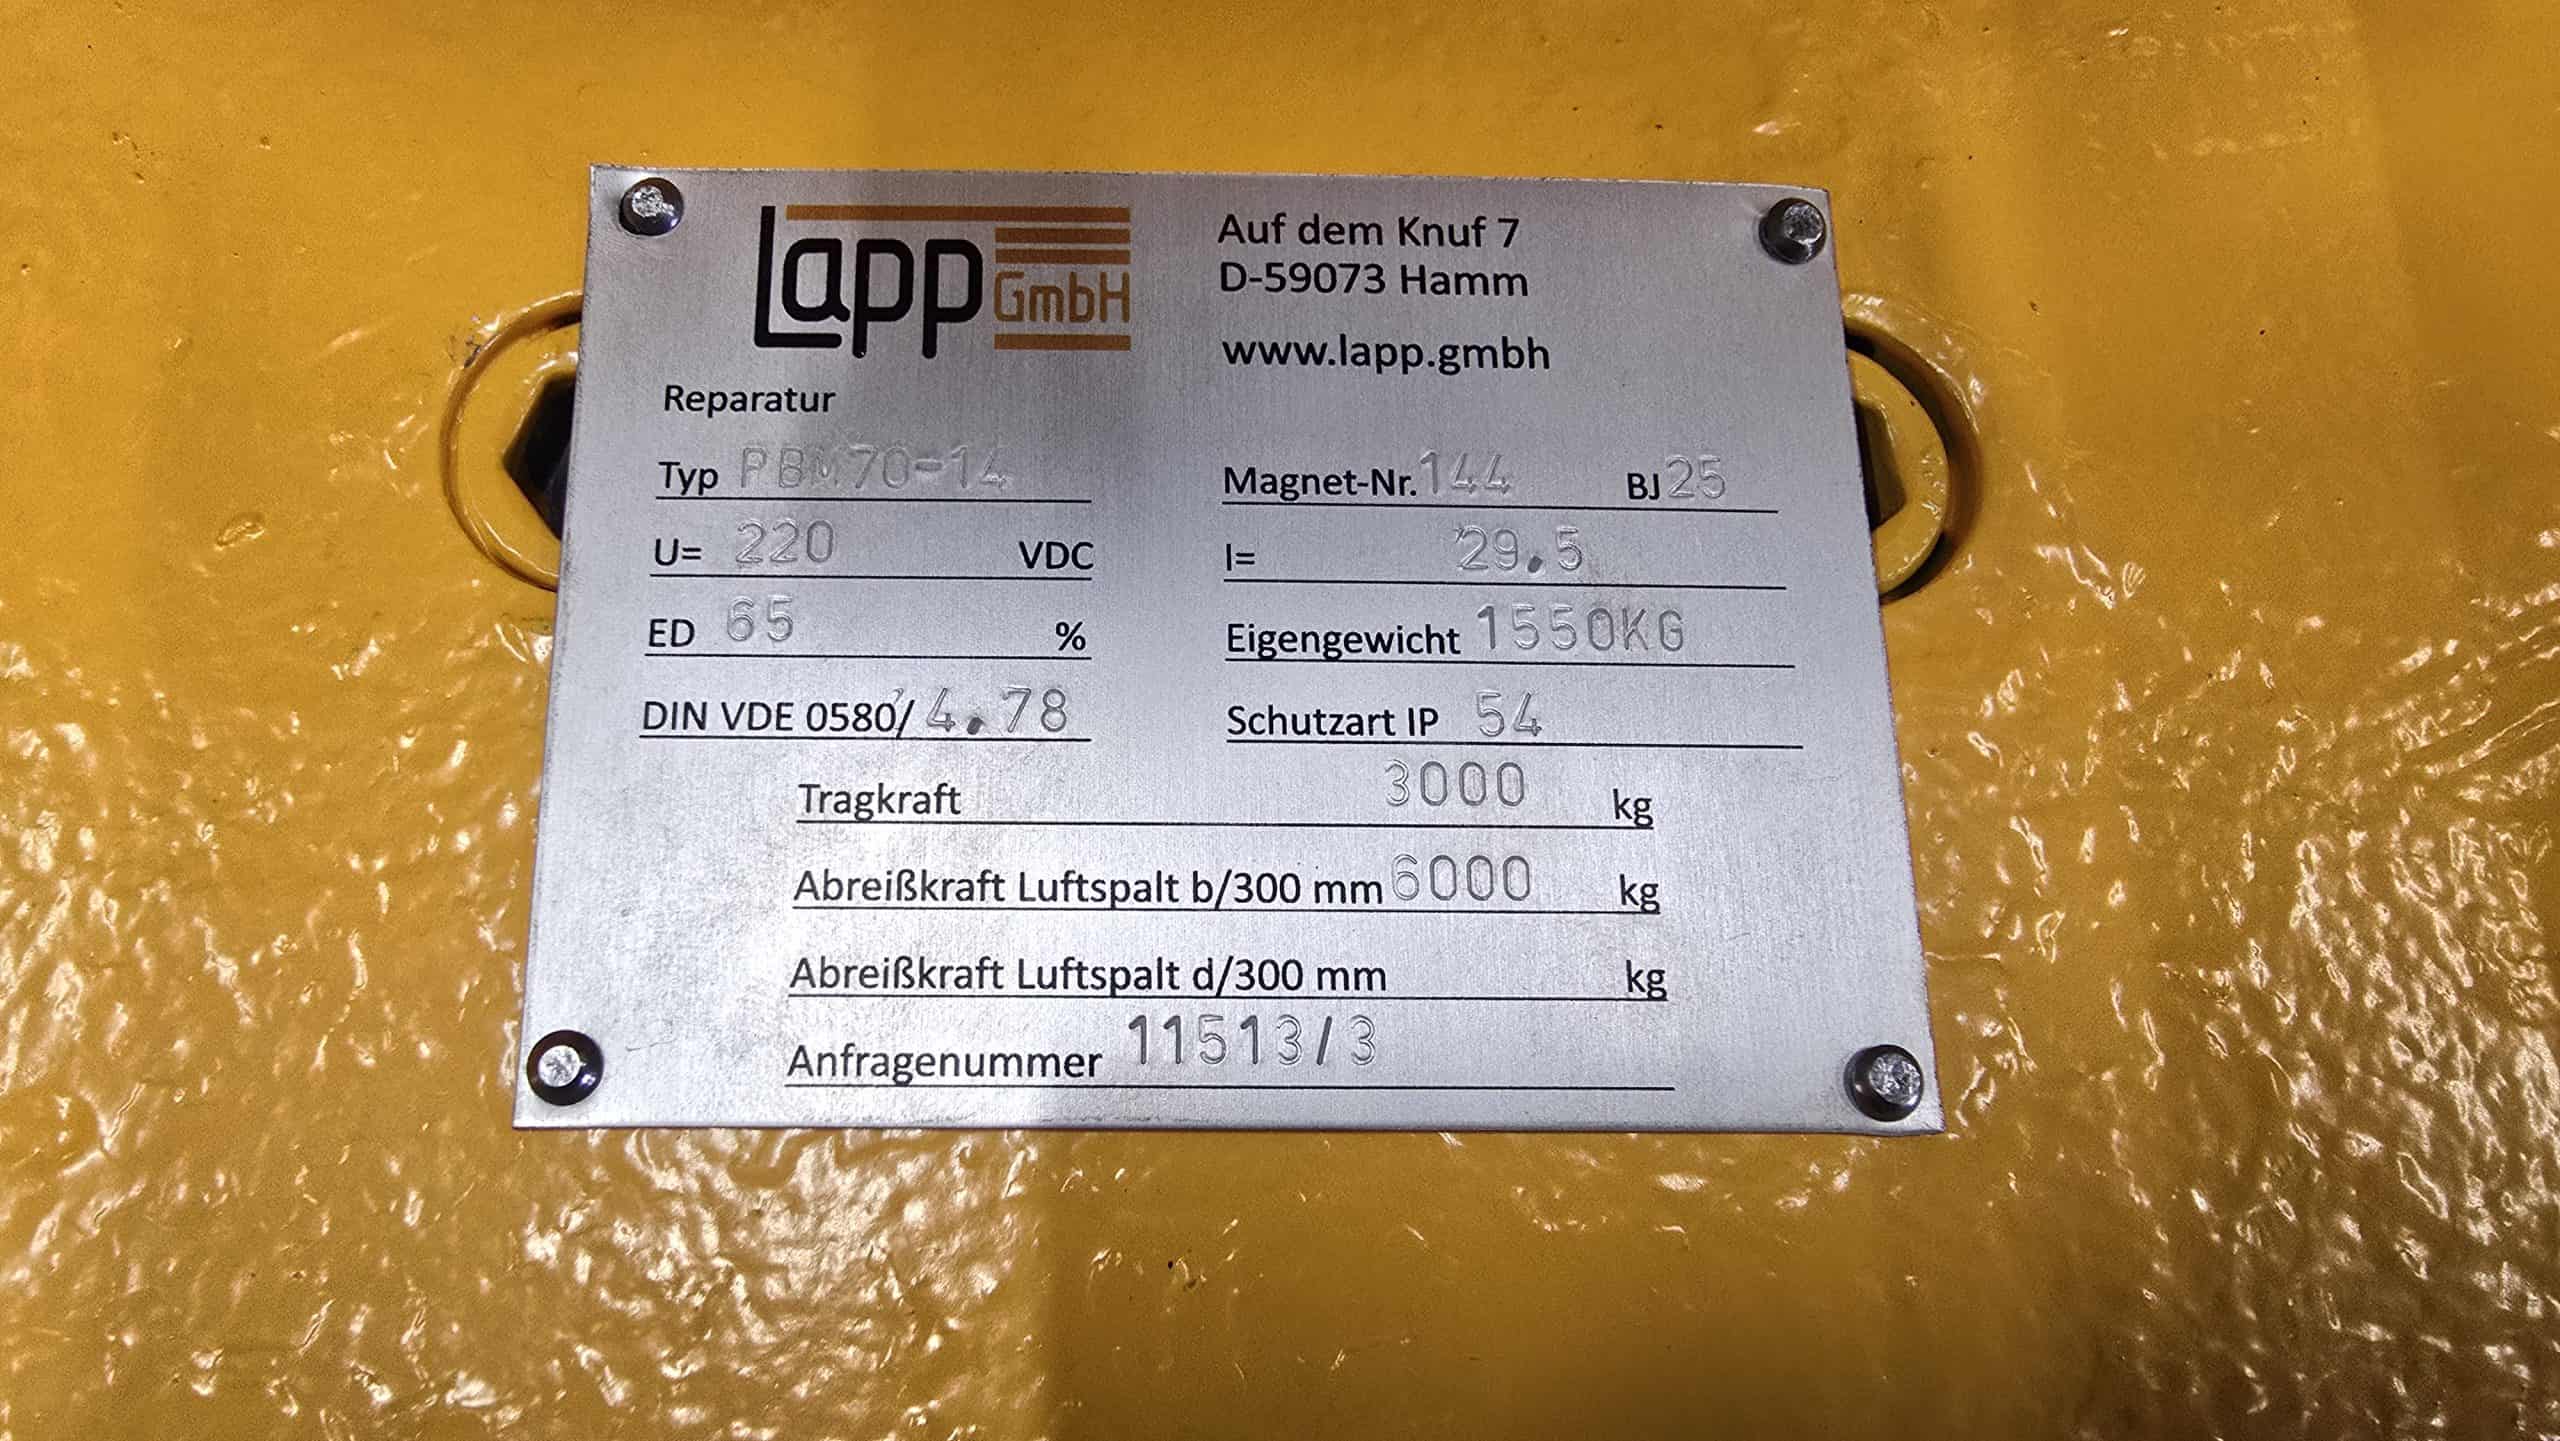 Lapp GmbH
Auf dem Knuf 7
D-59073 Hamm
www.lapp.gmbh
Reparatur
Typ PBM70-14
Magnet-Nr. 144 BJ 25
U= 220 VDC
I= 29.5
ED 65 %
Eigengewicht 1550KG
DIN VDE 0580/ 4.78
Schutzart IP 54
Tragkraft 3000 kg
Abreißkraft Luftspalt b/300 mm 6000 kg
Abreißkraft Luftspalt d/300 mm kg
Anfragenummer 11513/3